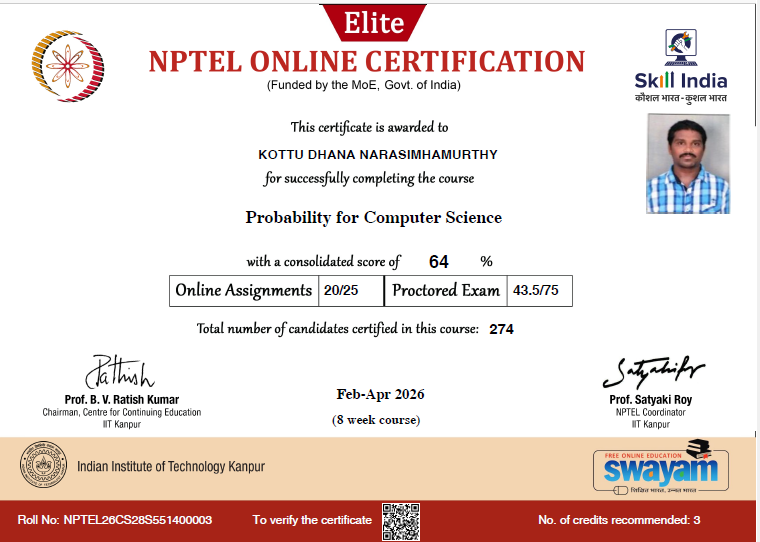 Elite
NPTEL ONLINE CERTIFICATION
(Funded by the MoE, Govt. of India)
Skill India
कौशल भारत - कुशल भारत
This certificate is awarded to
KOTTU DHANA NARASIMHAMURTHY
for successfully completing the course
Probability for Computer Science
with a consolidated score of 64 %
Online Assignments 20/25 Proctored Exam 43.5/75
Total number of candidates certified in this course: 274
Prof. B. V. Ratish Kumar
Chairman, Centre for Continuing Education
IIT Kanpur
Feb-Apr 2026
(8 week course)
Prof. Satyaki Roy
NPTEL Coordinator
IIT Kanpur
Indian Institute of Technology Kanpur
FREE ONLINE EDUCATION
swayam
शिक्षित भारत, उन्नत भारत
Roll No: NPTEL26CS28S551400003 To verify the certificate No. of credits recommended: 3